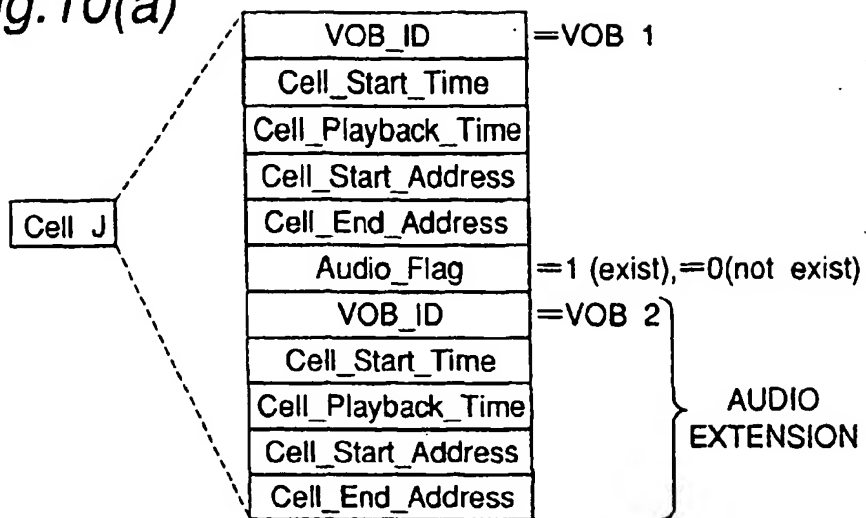 g.10(a)
VOB_ID =VOB 1
Cell_Start_Time
Cell_Playback_Time
Cell_Start_Address
Cell J
Cell_End_Address
Audio_Flag =1 (exist),=0(not exist)
VOB_ID =VOB 2
Cell_Start_Time
Cell_Playback_Time
AUDIO
EXTENSION
Cell_Start_Address
Cell_End_Address